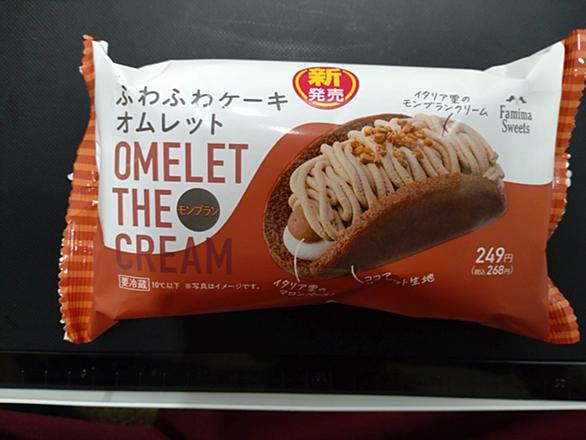 新
発売
ふわふわケーキ
オムレット
OMELET
THE
モンブラン
CREAM
イタリア栗の
モンブランクリーム
Famima
Sweets
249円
(税込268円)
イタリア栗の
ココアオムレット生地
要冷蔵 10℃以下 ※写真はイメージです。